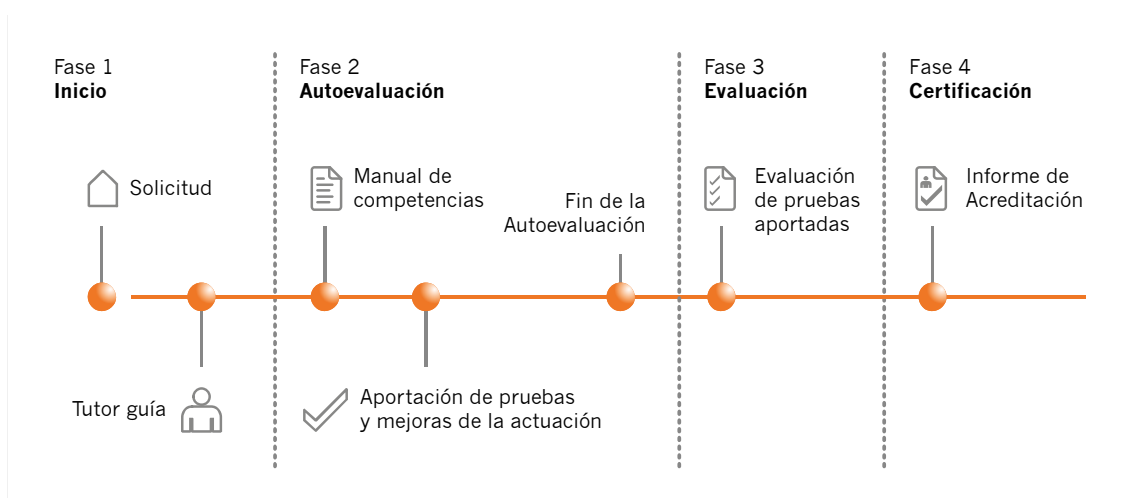 Fase 1
Inicio
Fase 2
Autoevaluación
Fase 3
Evaluación
Fase 4
Certificación
Solicitud
Manual de
competencias
Fin de la
Autoevaluación
Evaluación
de pruebas
aportadas
Informe de
Acreditación
Tutor guía
Aportación de pruebas
y mejoras de la actuación